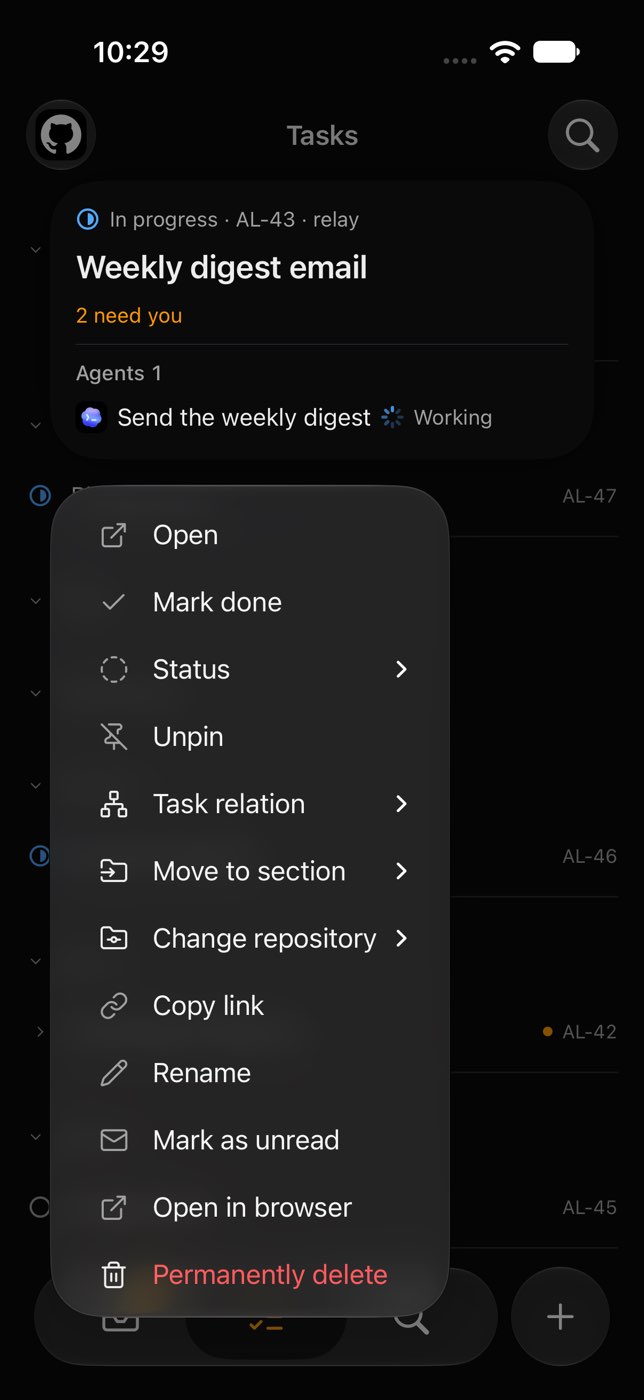 10:29
Tasks
In progress · AL-43 · relay
Weekly digest email
2 need you
Agents 1
Send the weekly digest Working
AL-47
Open
Mark done
Status
Unpin
Task relation
Move to section
AL-46
Change repository
Copy link
AL-42
Rename
Mark as unread
Open in browser
AL-45
Permanently delete